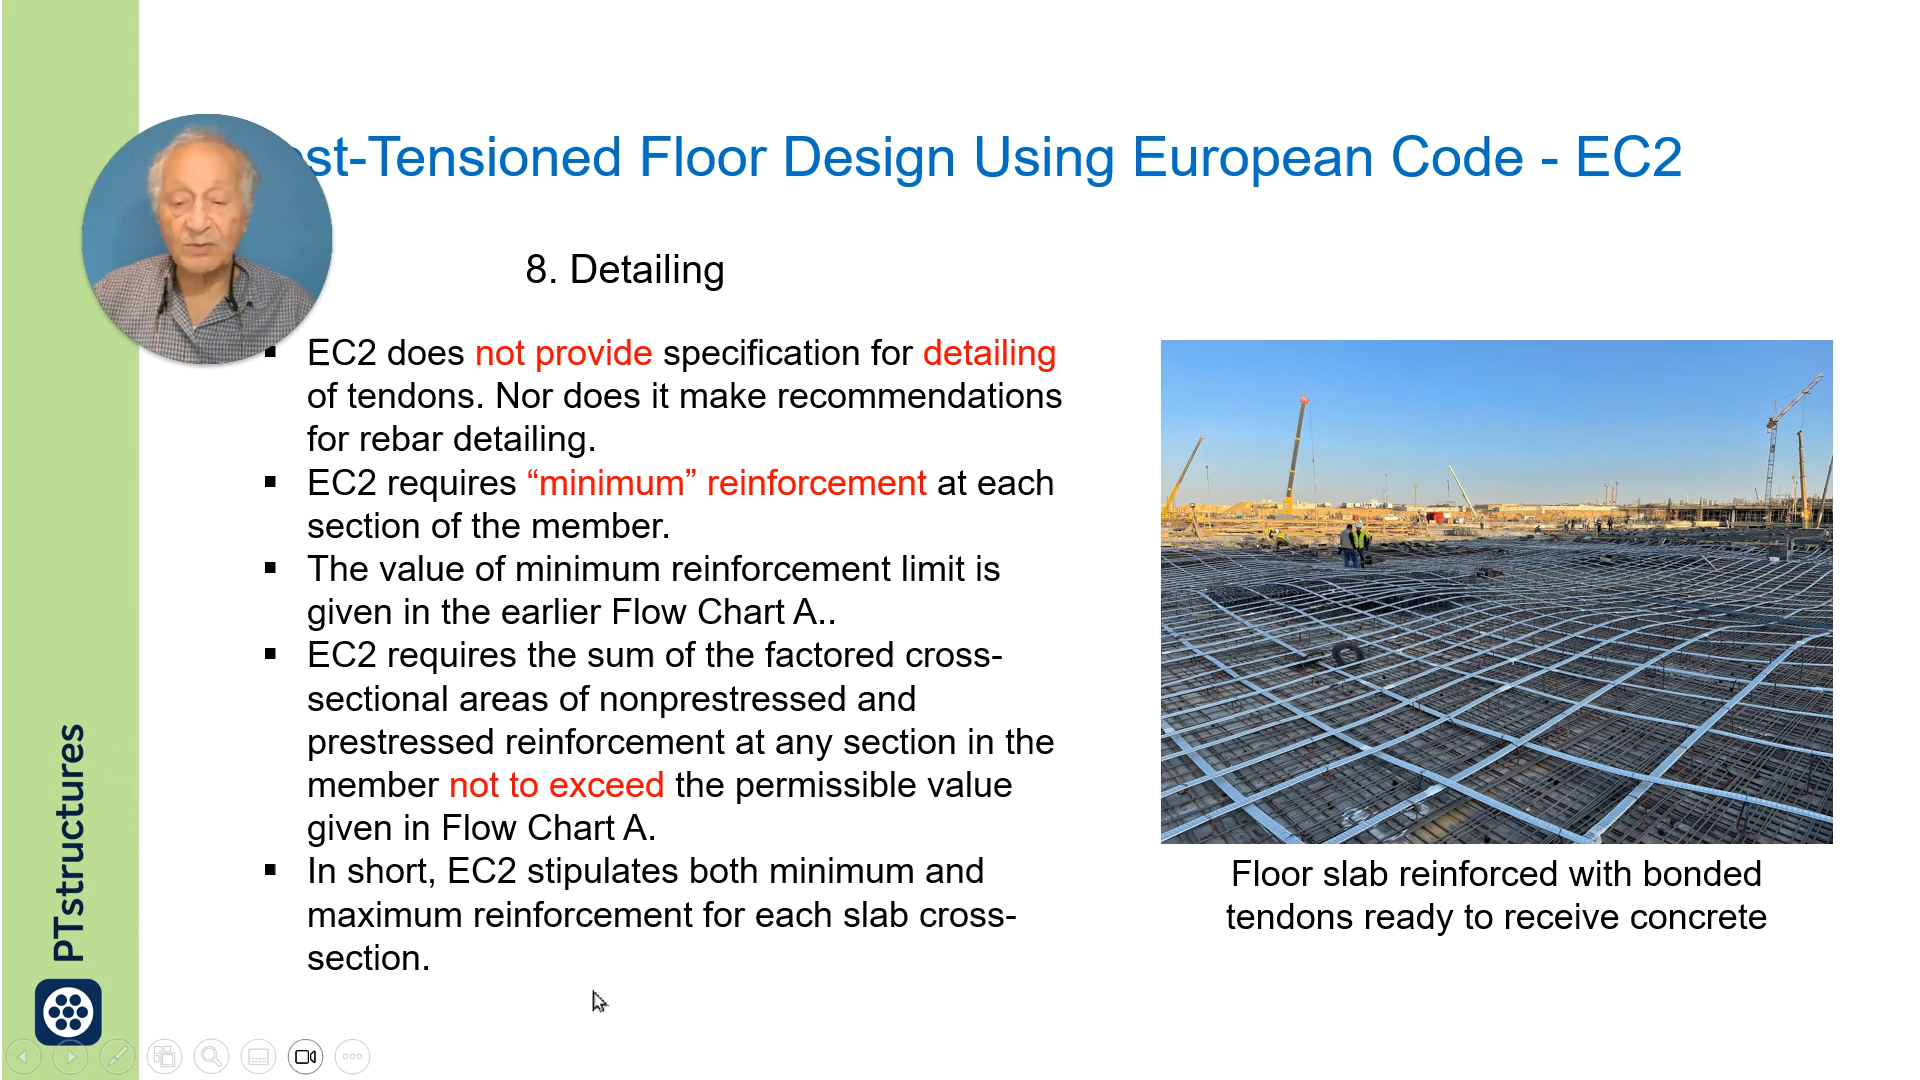 st-Tensioned Floor Design Using European Code - EC2
8. Detailing
▪ EC2 does not provide specification for detailing
of tendons. Nor does it make recommendations
for rebar detailing.
▪ EC2 requires “minimum” reinforcement at each
section of the member.
▪ The value of minimum reinforcement limit is
given in the earlier Flow Chart A..
▪ EC2 requires the sum of the factored cross-
sectional areas of nonprestressed and
prestressed reinforcement at any section in the
member not to exceed the permissible value
given in Flow Chart A.
▪ In short, EC2 stipulates both minimum and
maximum reinforcement for each slab cross-
section.
Floor slab reinforced with bonded
tendons ready to receive concrete
PTstructures